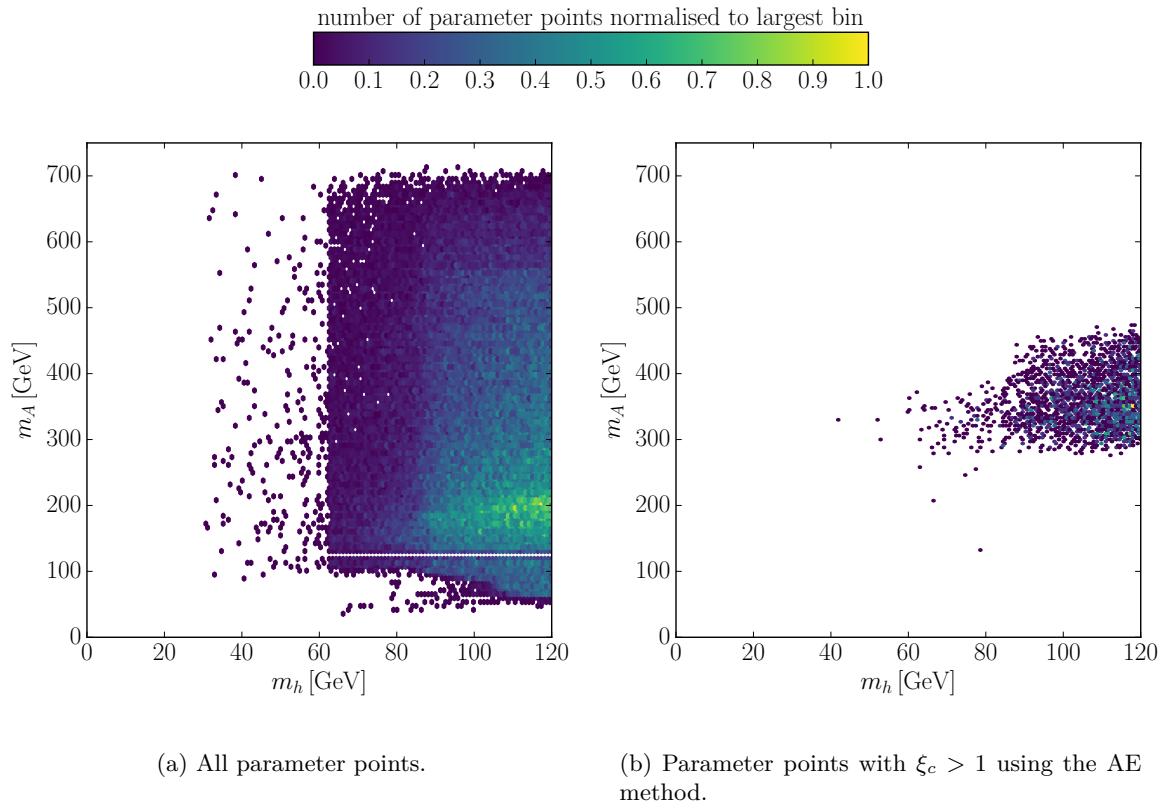 number of parameter points normalised to largest bin
0.0 0.1 0.2 0.3 0.4 0.5 0.6 0.7 0.8 0.9 1.0
700
600
500
400
300
200
100
0
m_A [GeV]
0 20 40 60 80 100 120
m_h [GeV]
700
600
500
400
300
200
100
0
m_A [GeV]
0 20 40 60 80 100 120
m_h [GeV]
(a) All parameter points.
(b) Parameter points with ξ_c > 1 using the AE
method.